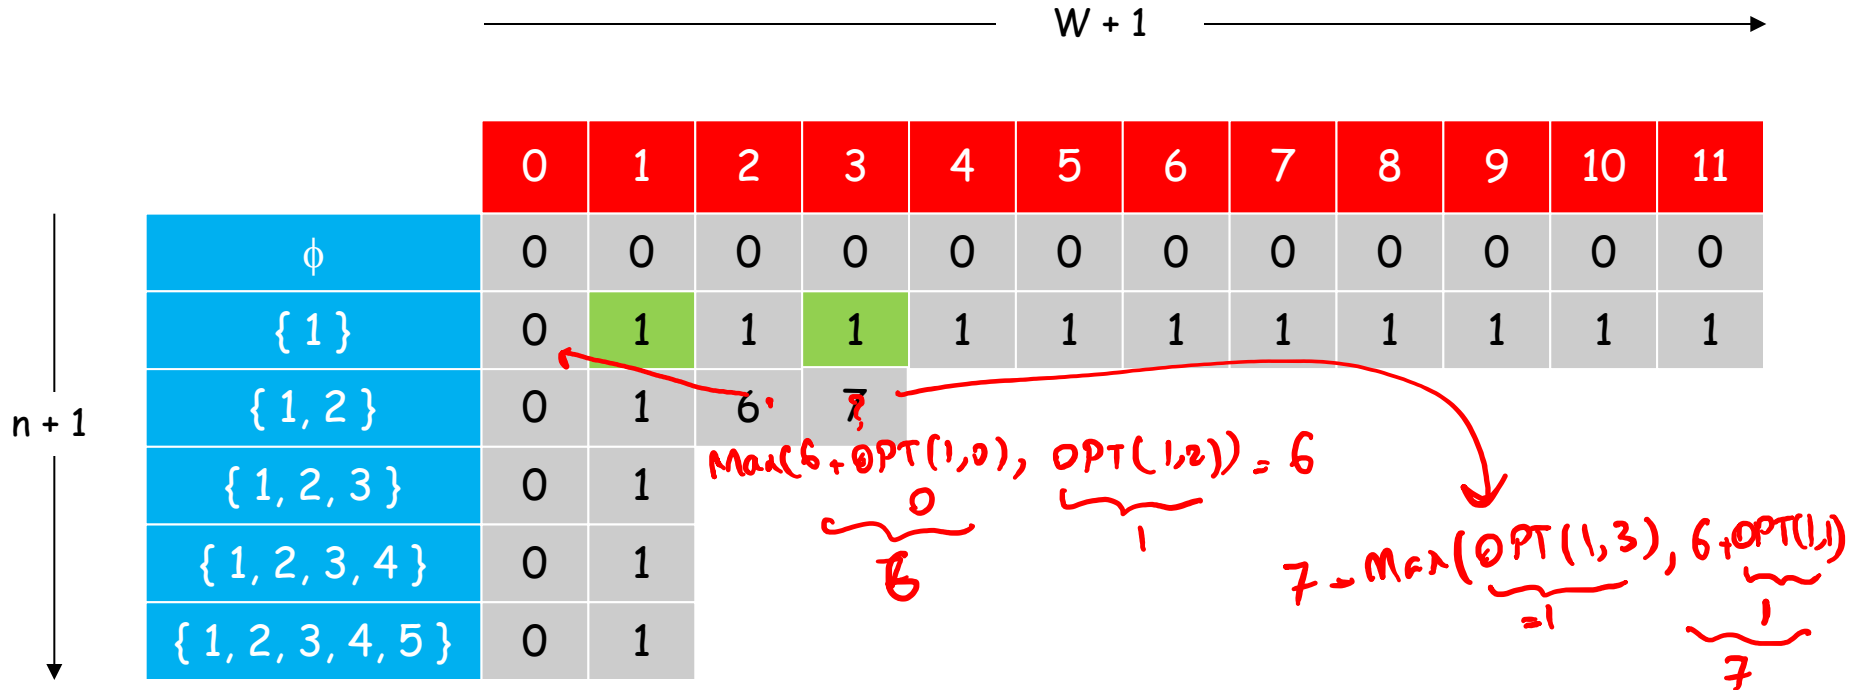 W + 1
0 1 2 3 4 5 6 7 8 9 10 11
ϕ 0 0 0 0 0 0 0 0 0 0 0 0
{ 1 } 0 1 1 1 1 1 1 1 1 1 1 1
n + 1
{ 1, 2 } 0 1 6 7
Max(6+OPT(1,0), OPT(1,2)) = 6
{ 1, 2, 3 } 0 1
0
1
7 = Max(OPT(1,3), 6+OPT(1,1)
{ 1, 2, 3, 4 } 0 1
6
=1
1
{ 1, 2, 3, 4, 5 } 0 1
7